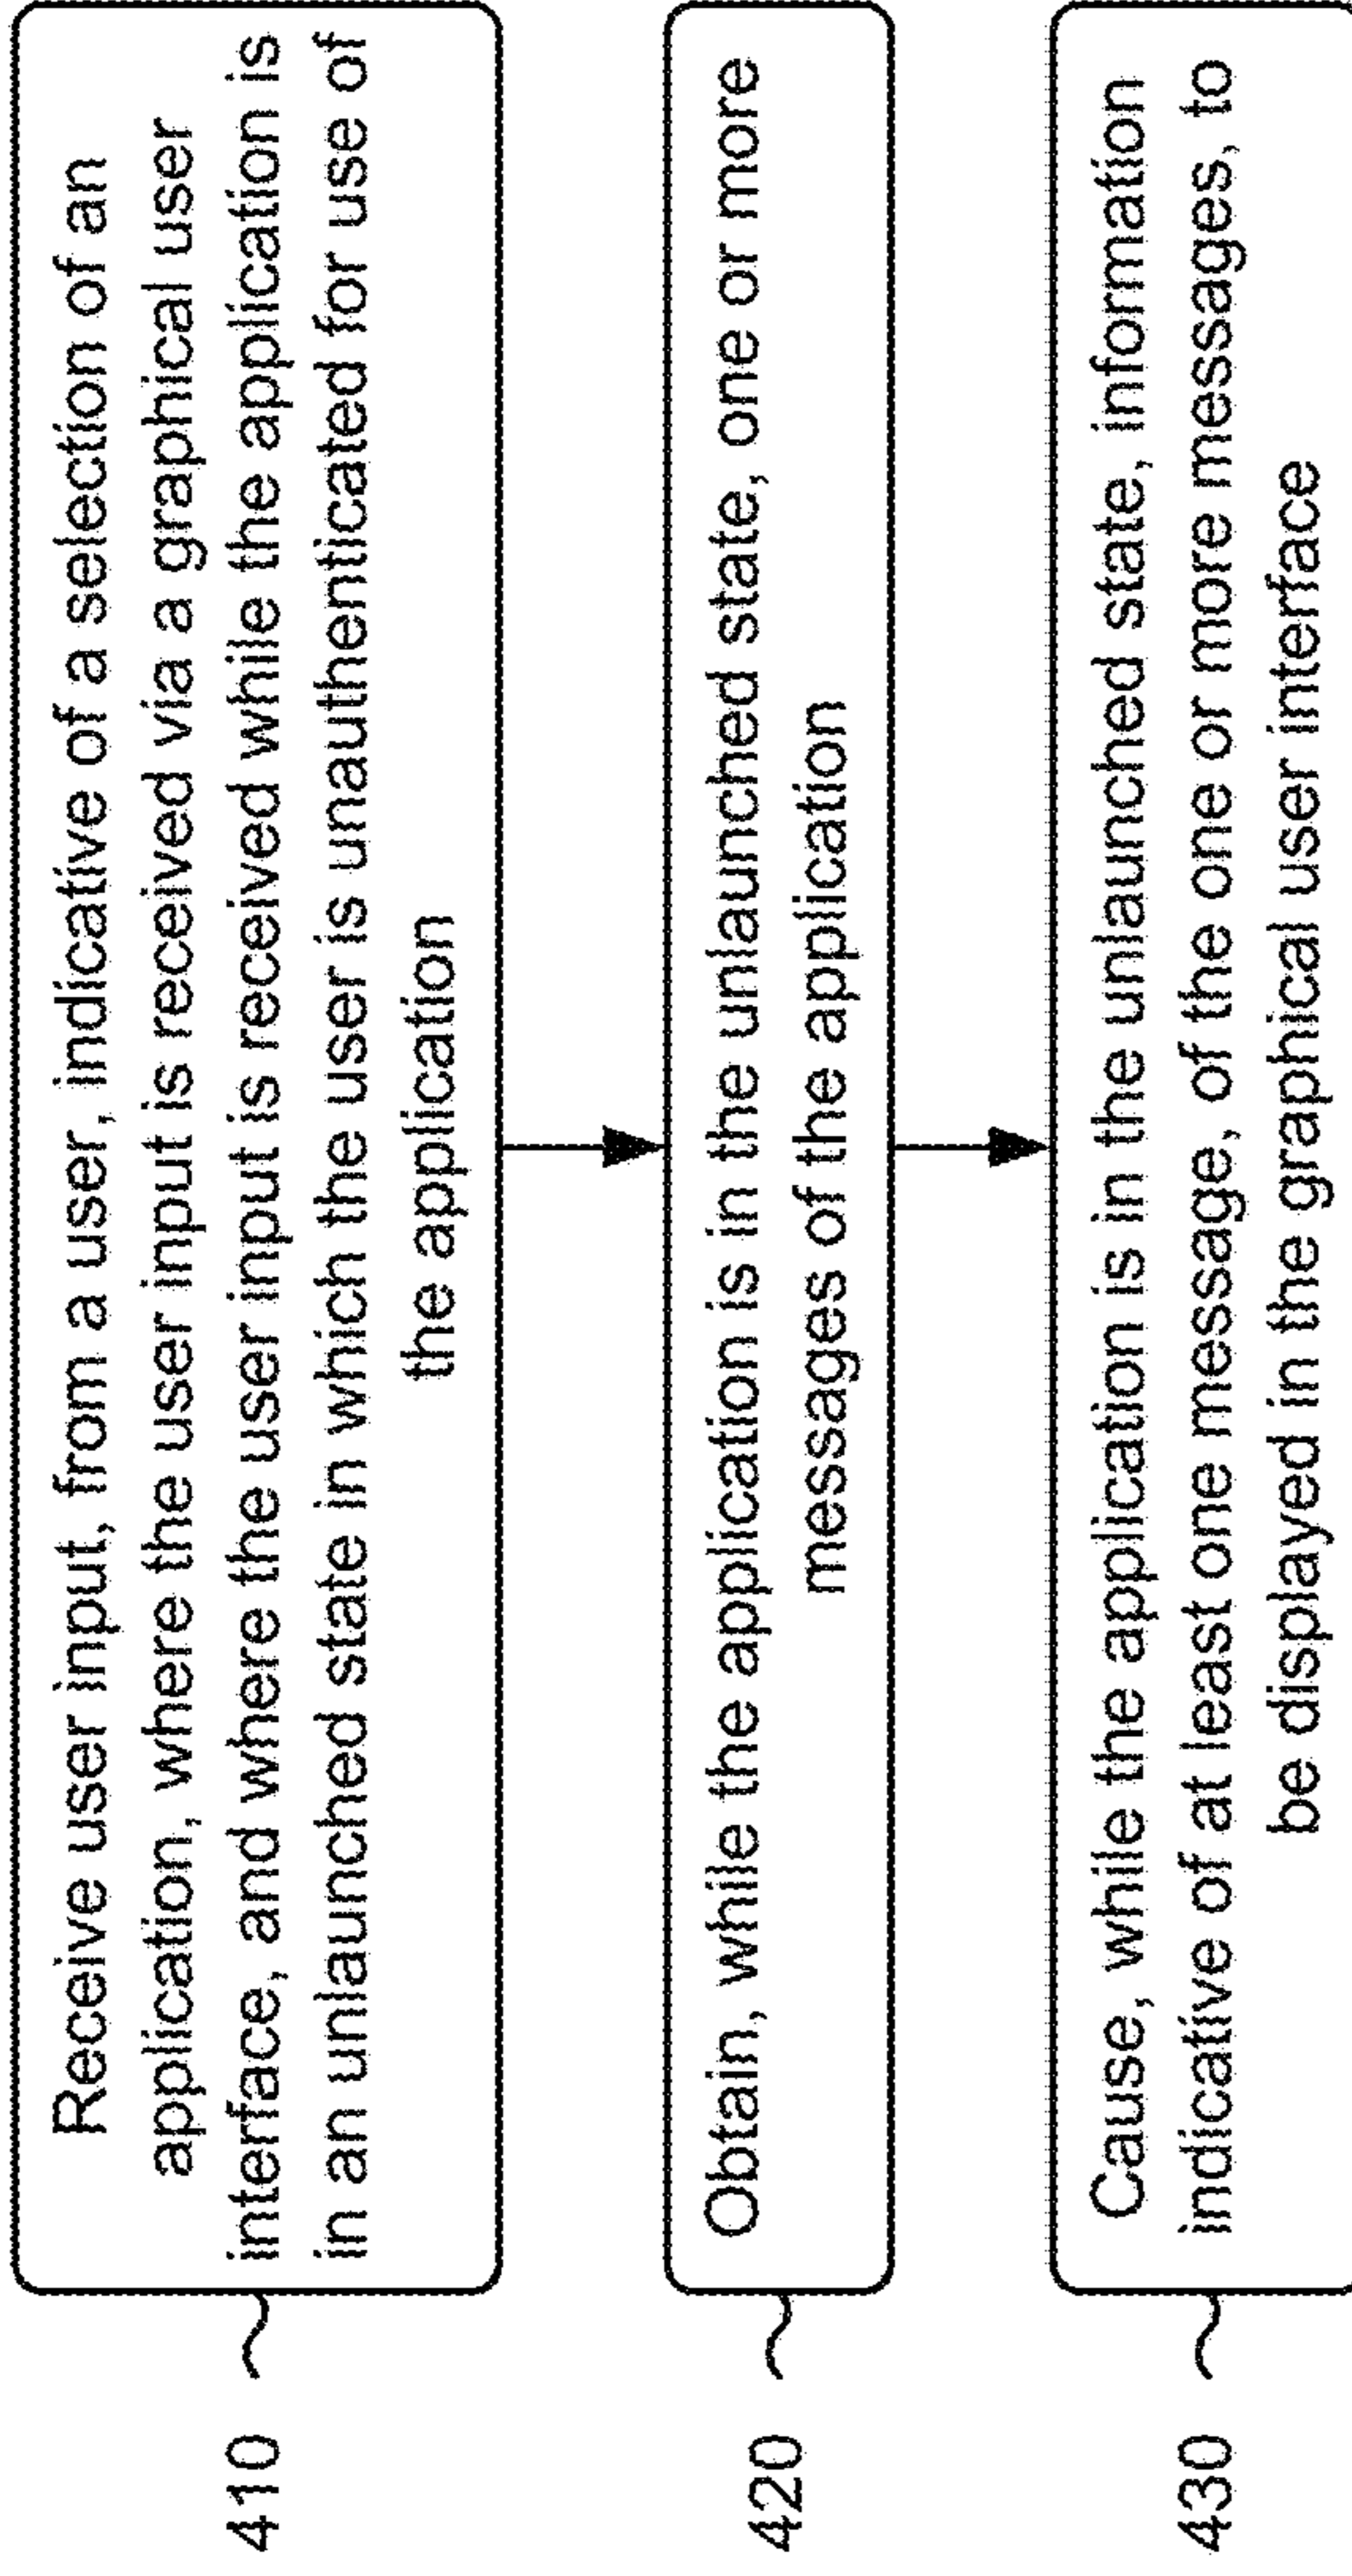 410
Receive user input, from a user, indicative of a selection of an
application, where the user input is received via a graphical user
interface, and where the user input is received while the application is
in an unlaunched state in which the user is unauthenticated for use of
the application
420
Obtain, while the application is in the unlaunched state, one or more
messages of the application
430
Cause, while the application is in the unlaunched state, information
indicative of at least one message, of the one or more messages, to
be displayed in the graphical user interface